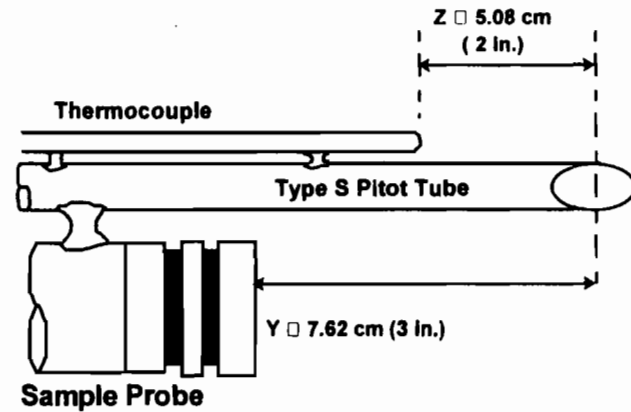 Z □ 5.08 cm
( 2 in.)
Thermocouple
Type S Pitot Tube
Y □ 7.62 cm (3 in.)
Sample Probe